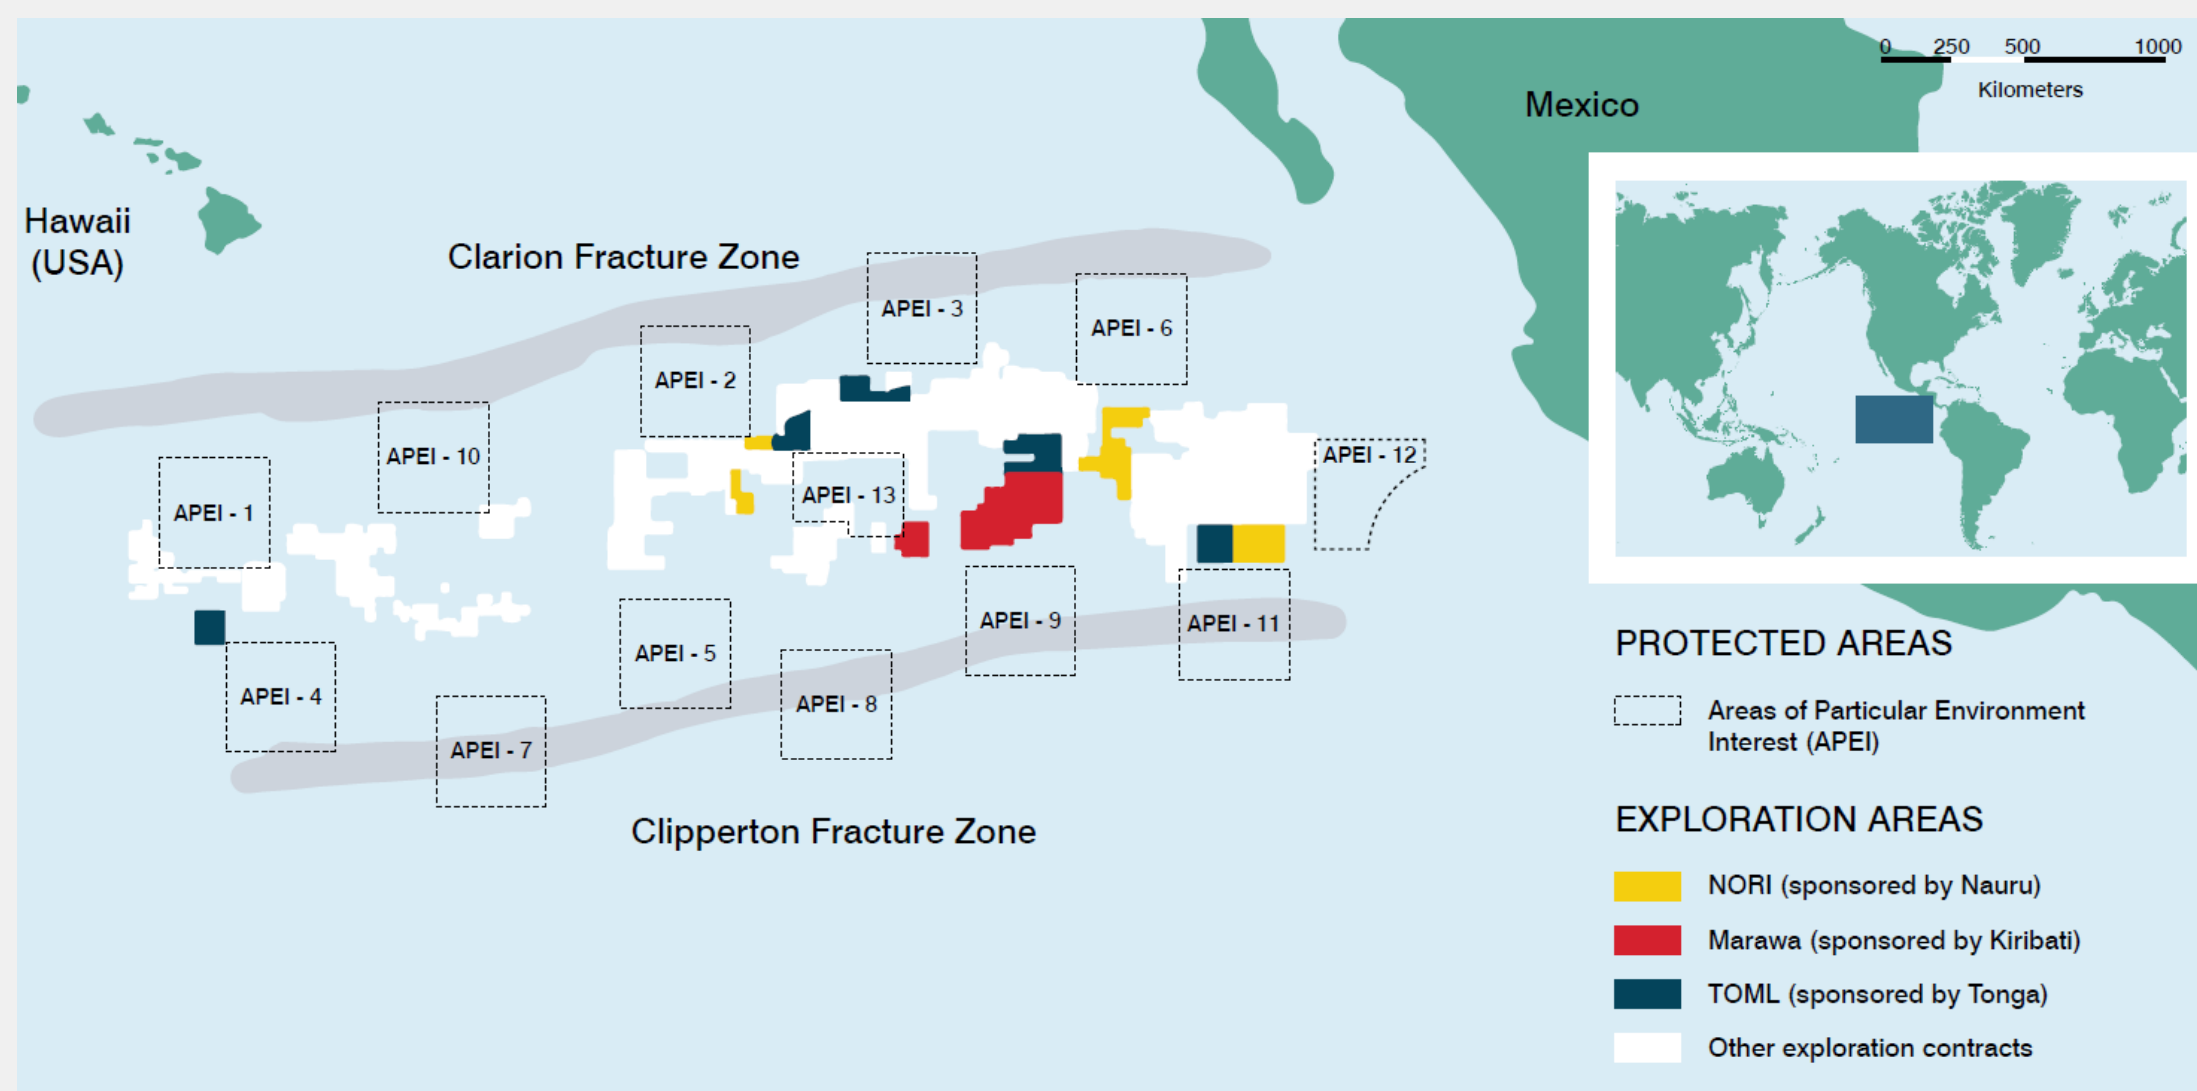 0 250 500 1000
Kilometers
Mexico
Hawaii
(USA)
Clarion Fracture Zone
APEI - 3
APEI - 6
APEI - 2
APEI - 10
APEI - 12
APEI - 13
APEI - 1
APEI - 9
APEI - 11
APEI - 5
APEI - 4
APEI - 8
APEI - 7
Clipperton Fracture Zone
PROTECTED AREAS
Areas of Particular Environment
Interest (APEI)
EXPLORATION AREAS
NORI (sponsored by Nauru)
Marawa (sponsored by Kiribati)
TOML (sponsored by Tonga)
Other exploration contracts